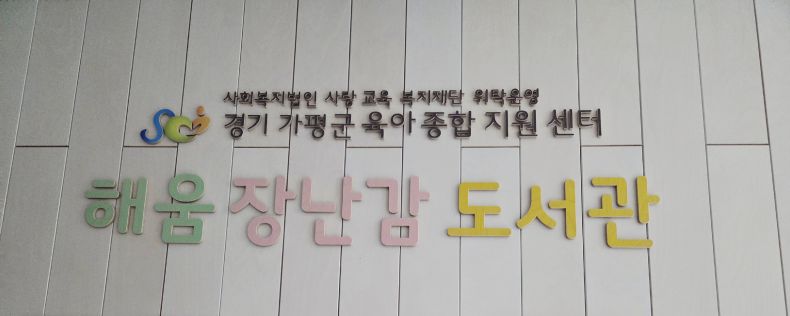 사회복지법인 사랑 교육 복지재단 위탁운영
경기 가평군 육아 종합 지원 센터
해움 장난감 도서관